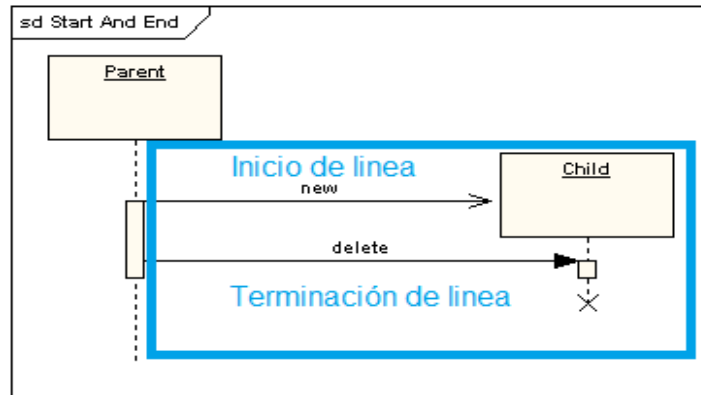 sd Start And End
Parent
Inicio de linea
Child
new
delete
Terminación de linea